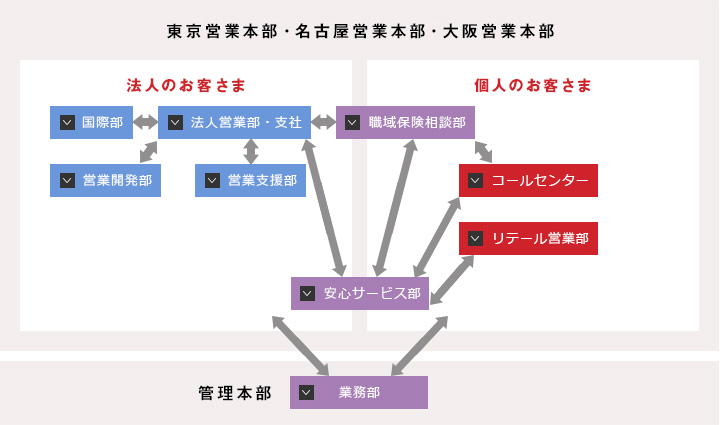 東京営業本部・名古屋営業本部・大阪営業本部
法人のお客さま
個人のお客さま
国際部
法人営業部・支社
職域保険相談部
営業開発部
営業支援部
コールセンター
リテール営業部
安心サービス部
管理本部
業務部